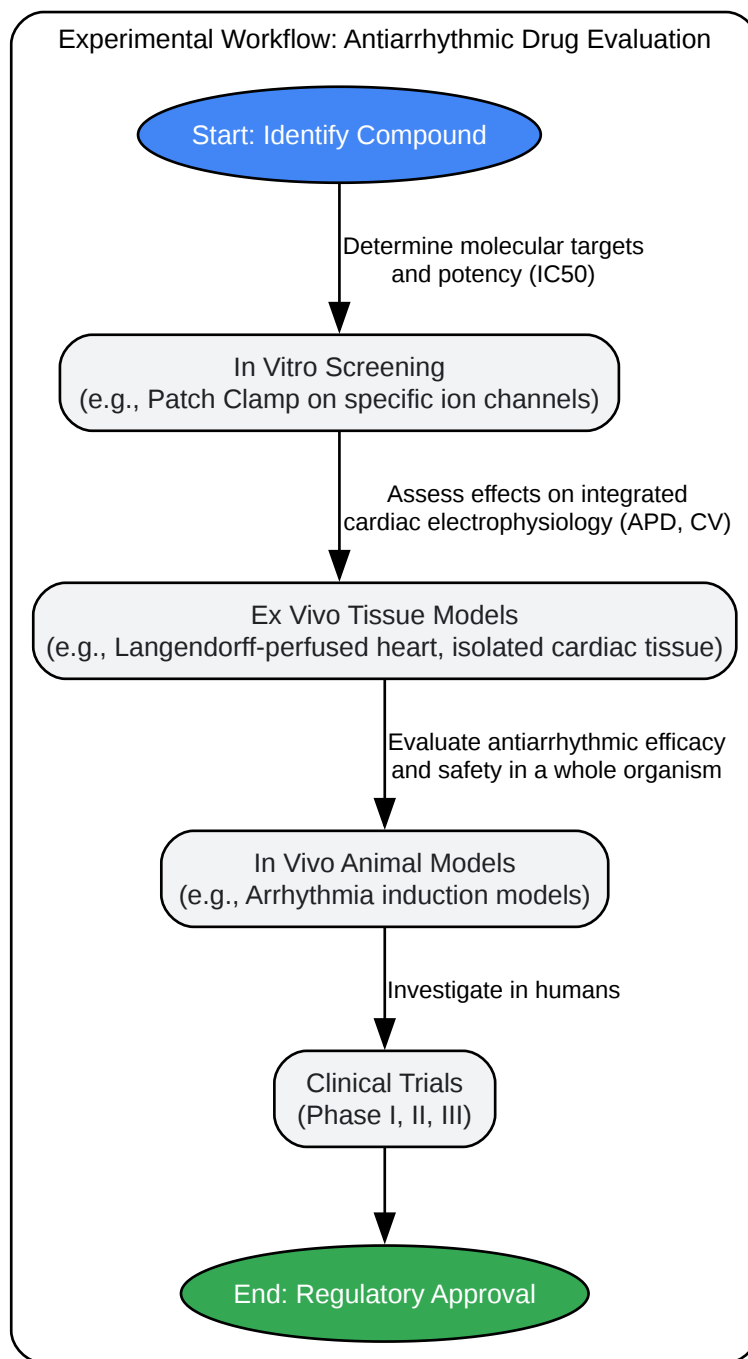 Experimental Workflow: Antiarrhythmic Drug Evaluation
Start: Identify Compound
Determine molecular targets
and potency (IC50)
In Vitro Screening
(e.g., Patch Clamp on specific ion channels)
Assess effects on integrated
cardiac electrophysiology (APD, CV)
Ex Vivo Tissue Models
(e.g., Langendorff-perfused heart, isolated cardiac tissue)
Evaluate antiarrhythmic efficacy
and safety in a whole organism
In Vivo Animal Models
(e.g., Arrhythmia induction models)
Investigate in humans
Clinical Trials
(Phase I, II, III)
End: Regulatory Approval